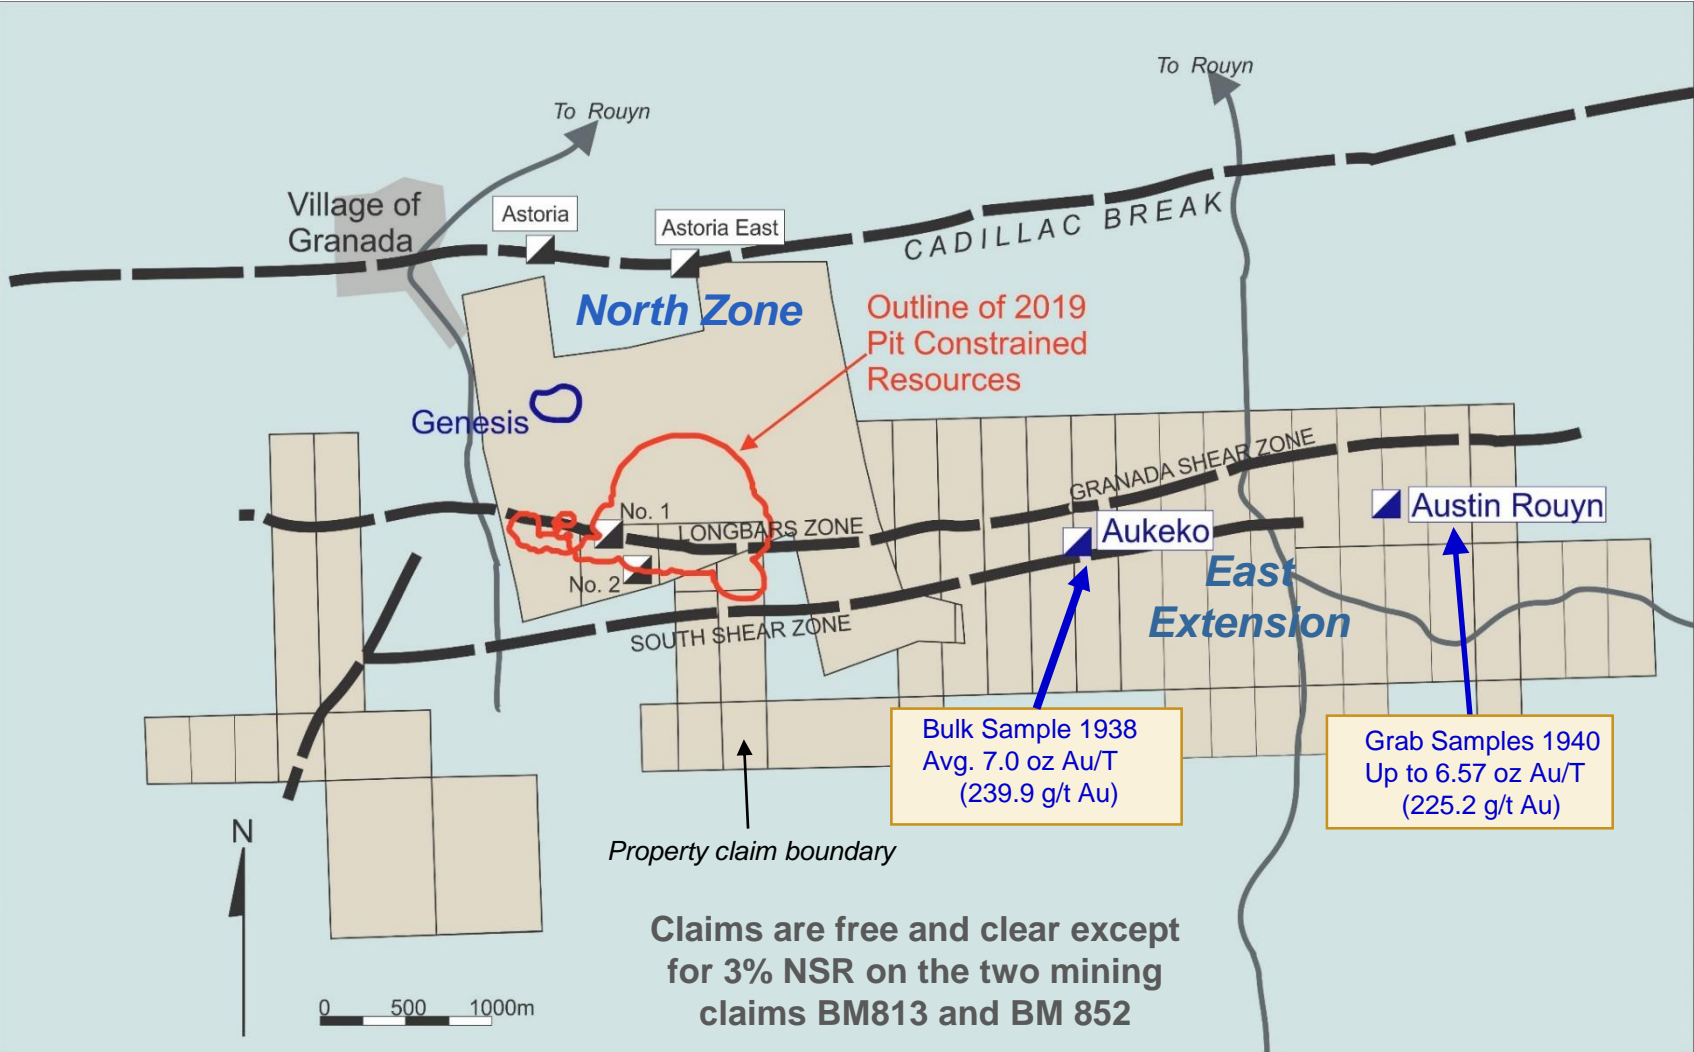 To Rouyn
To Rouyn
Village of
Granada
Astoria
Astoria East
CADILLAC BREAK
North Zone
Outline of 2019
Pit Constrained
Resources
Genesis
GRANADA SHEAR ZONE
No. 1
LONGBARS ZONE
Austin Rouyn
Aukeko
No. 2
East
Extension
SOUTH SHEAR ZONE
Bulk Sample 1938
Avg. 7.0 oz Au/T
(239.9 g/t Au)
Grab Samples 1940
Up to 6.57 oz Au/T
(225.2 g/t Au)
Property claim boundary
N
Claims are free and clear except
for 3% NSR on the two mining
claims BM813 and BM 852
0 500 1000m